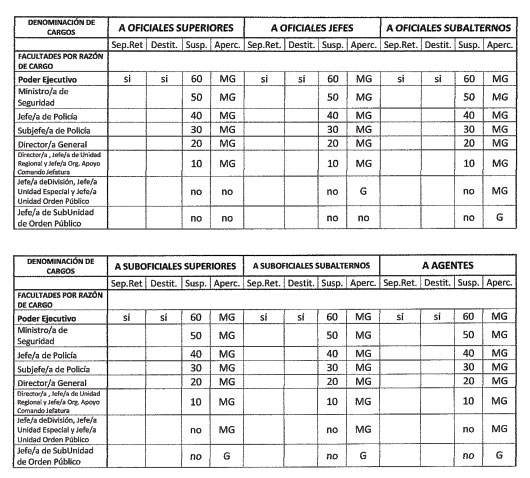 DENOMINACIÓN DE CARGOS A OFICIALES SUPERIORES A OFICIALES JEFES A OFICIALES SUBALTERNOS
Sep.Ret Destit. Susp. Aperc. Sep.Ret. Destit. Susp. Aperc. Sep.Ret. Destit. Susp. Aperc.
FACULTADES POR RAZÓN
DE CARGO
Poder Ejecutivo si si 60 MG si si 60 MG si si 60 MG
Ministro/a de
Seguridad 50 MG 50 MG 50 MG
Jefe/a de Policía 40 MG 40 MG 40 MG
Subjefe/a de Policía 30 MG 30 MG 30 MG
Director/a General 20 MG 20 MG 20 MG
Director/a , Jefe/a de Unidad
Regional y Jefe/a Org. Apoyo
Comando Jefatura 10 MG 10 MG 10 MG
Jefe/a deDivisión, Jefe/a
Unidad Especial y Jefe/a
Unidad Orden Público no no no G no MG
Jefe/a de SubUnidad
de Orden Público no no no no no G
DENOMINACIÓN DE CARGOS A SUBOFICIALES SUPERIORES A SUBOFICIALES SUBALTERNOS A AGENTES
Sep.Ret Destit. Susp. Aperc. Sep.Ret. Destit. Susp. Aperc. Sep.Ret. Destit. Susp. Aperc.
FACULTADES POR RAZÓN
DE CARGO
Poder Ejecutivo sí sí 60 MG sí sí 60 MG sí sí 60 MG
Ministro/a de
Seguridad 50 MG 50 MG 50 MG
Jefe/a de Policía 40 MG 40 MG 40 MG
Subjefe/a de Policía 30 MG 30 MG 30 MG
Director/a General 20 MG 20 MG 20 MG
Director/a , Jefe/a de Unidad
Regional y Jefe/a Org. Apoyo
Comando Jefatura 10 MG 10 MG 10 MG
Jefe/a deDivisión, Jefe/a
Unidad Especial y Jefe/a
Unidad Orden Público no MG no MG no MG
Jefe/a de SubUnidad
de Orden Público no G no G no G